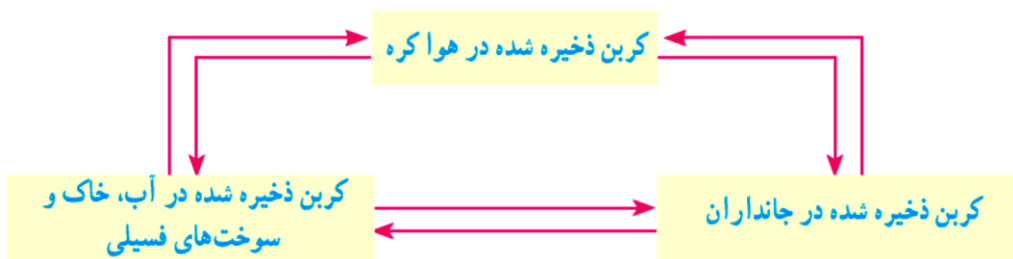 کربن ذخیره شده در هوا کره
کربن ذخیره شده در جانداران
کربن ذخیره شده در آب، خاک و
سوخت‌های فسیلی